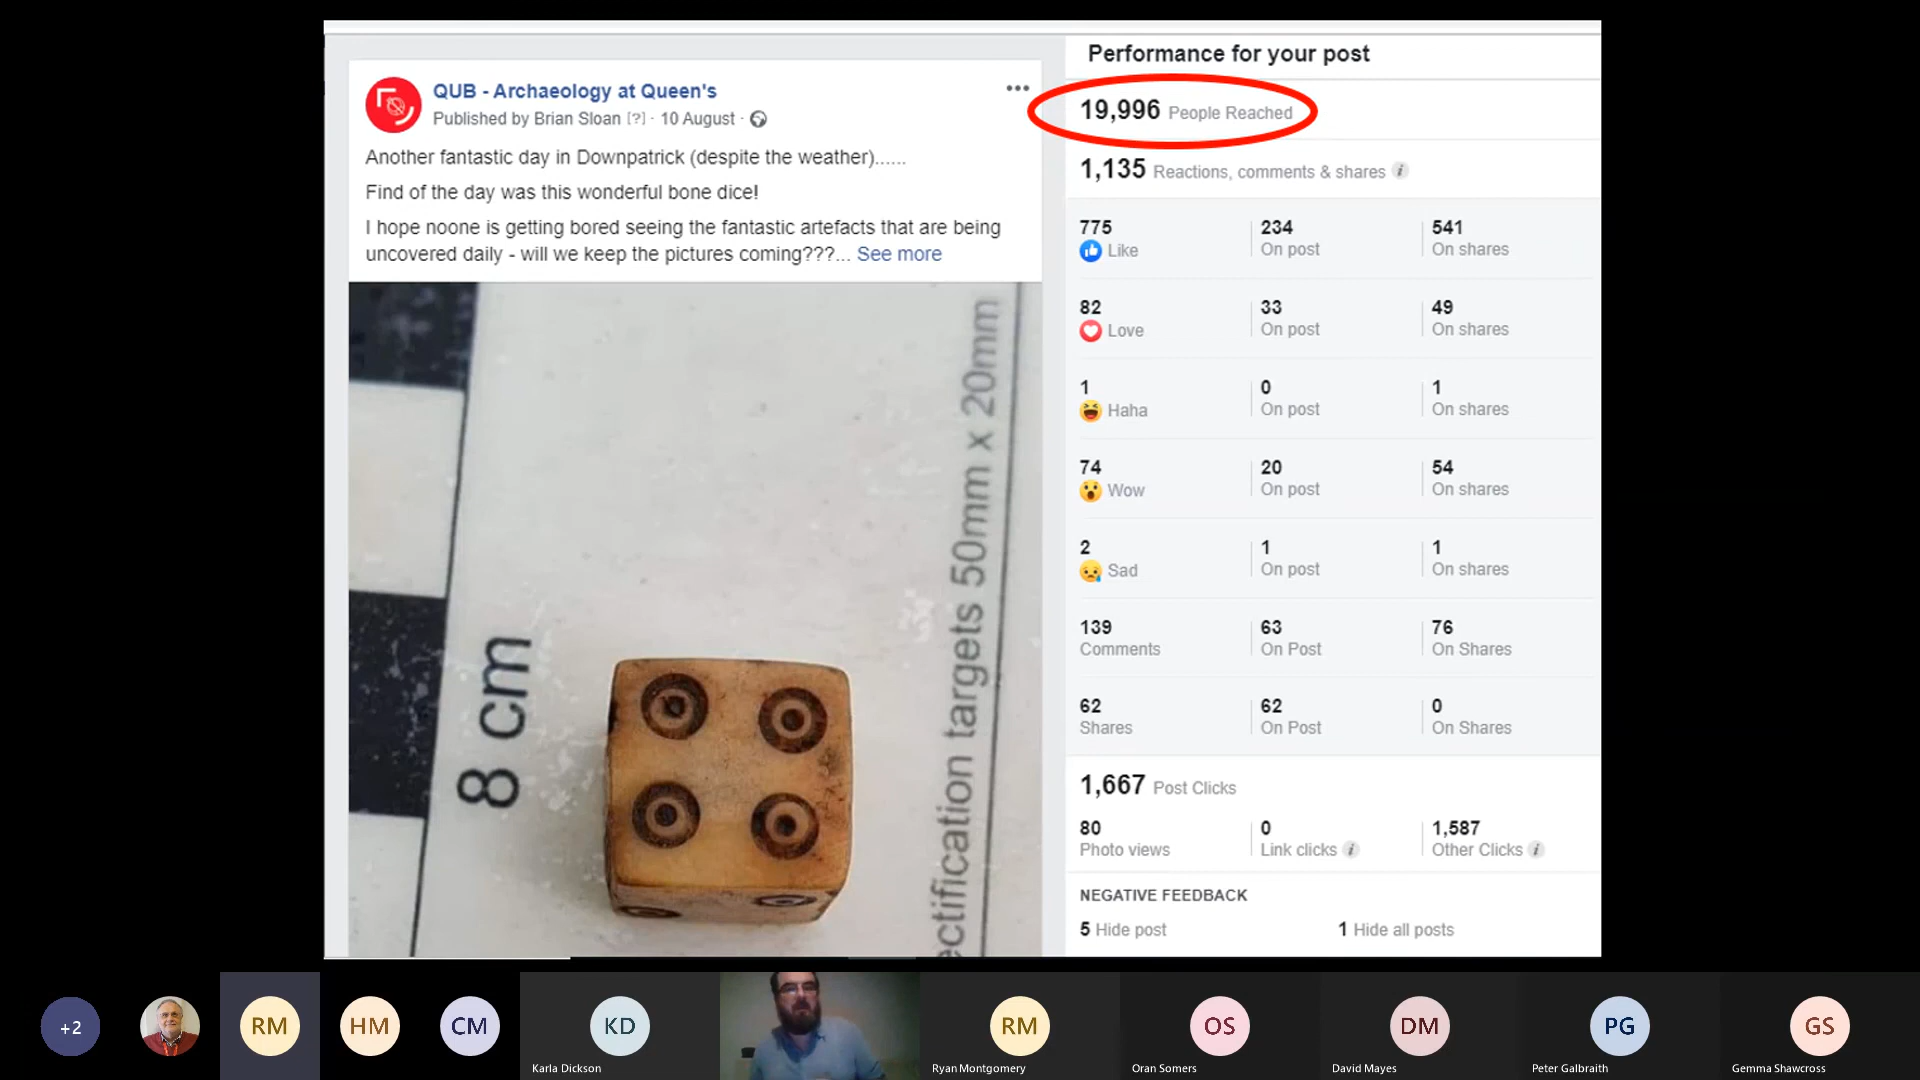 QUB - Archaeology at Queen's
Published by Brian Sloan [?] · 10 August ·
Another fantastic day in Downpatrick (despite the weather)......
Find of the day was this wonderful bone dice!
I hope noone is getting bored seeing the fantastic artefacts that are being
uncovered daily - will we keep the pictures coming???... See more
8 cm
ectification targets 50mm x 20mm
Performance for your post
19,996 People Reached
1,135 Reactions, comments & shares
775 234 541
Like On post On shares
82 33 49
Love On post On shares
1 0 1
Haha On post On shares
74 20 54
Wow On post On shares
2 1 1
Sad On post On shares
139 63 76
Comments On Post On Shares
62 62 0
Shares On Post On Shares
1,667 Post Clicks
80 0 1,587
Photo views Link clicks Other Clicks
NEGATIVE FEEDBACK
5 Hide post 1 Hide all posts
+2 RM HM CM KD RM OS DM PG GS
Karla Dickson Ryan Montgomery Oran Somers David Mayes Peter Galbraith Gemma Shawcross